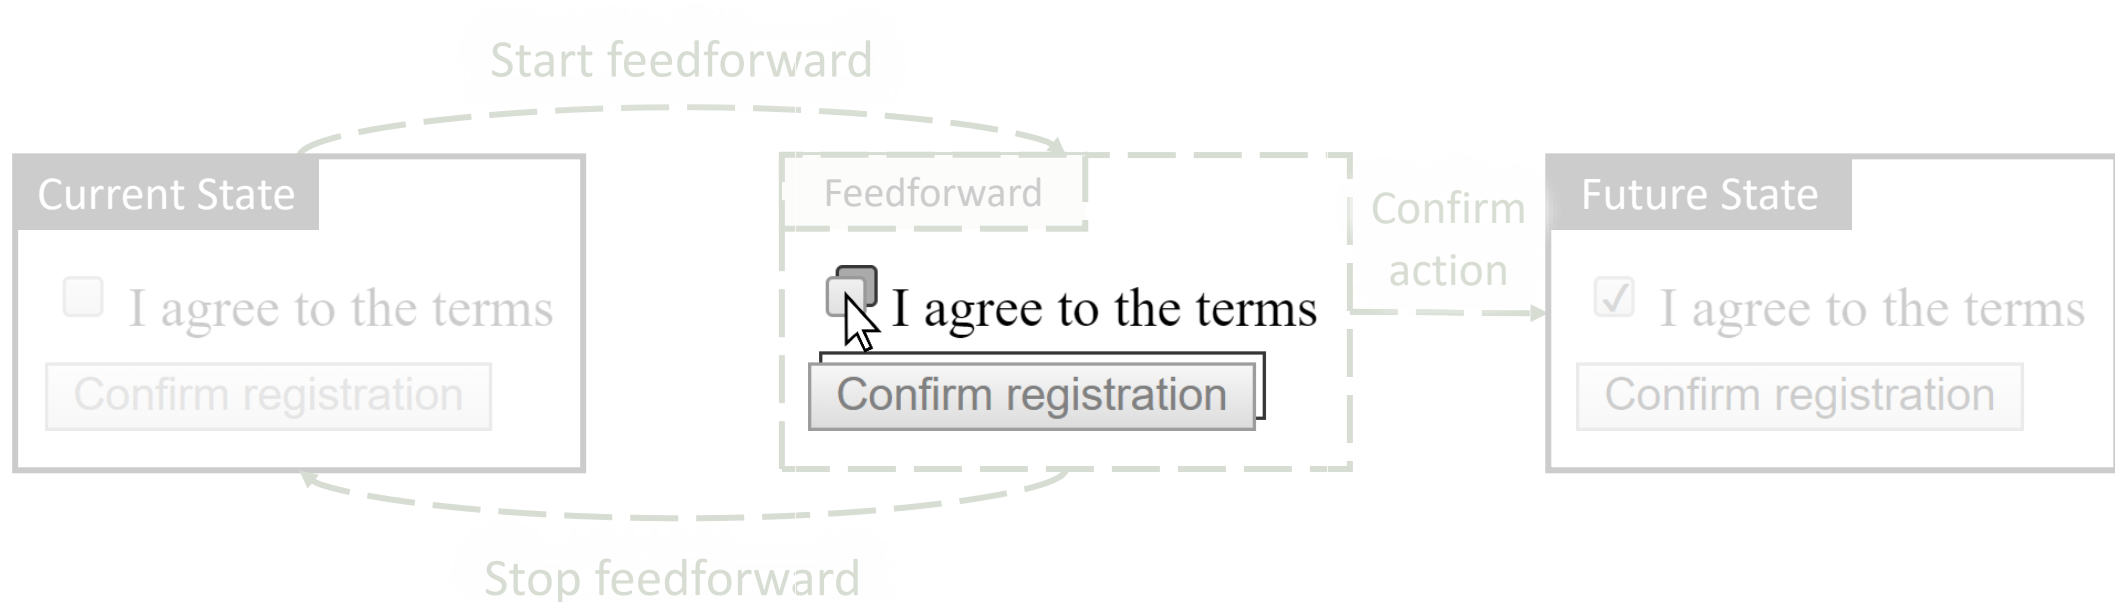 Start feedforward
Current State
I agree to the terms
Confirm registration
Feedforward
I agree to the terms
Confirm registration
Confirm
action
Future State
I agree to the terms
Confirm registration
Stop feedforward